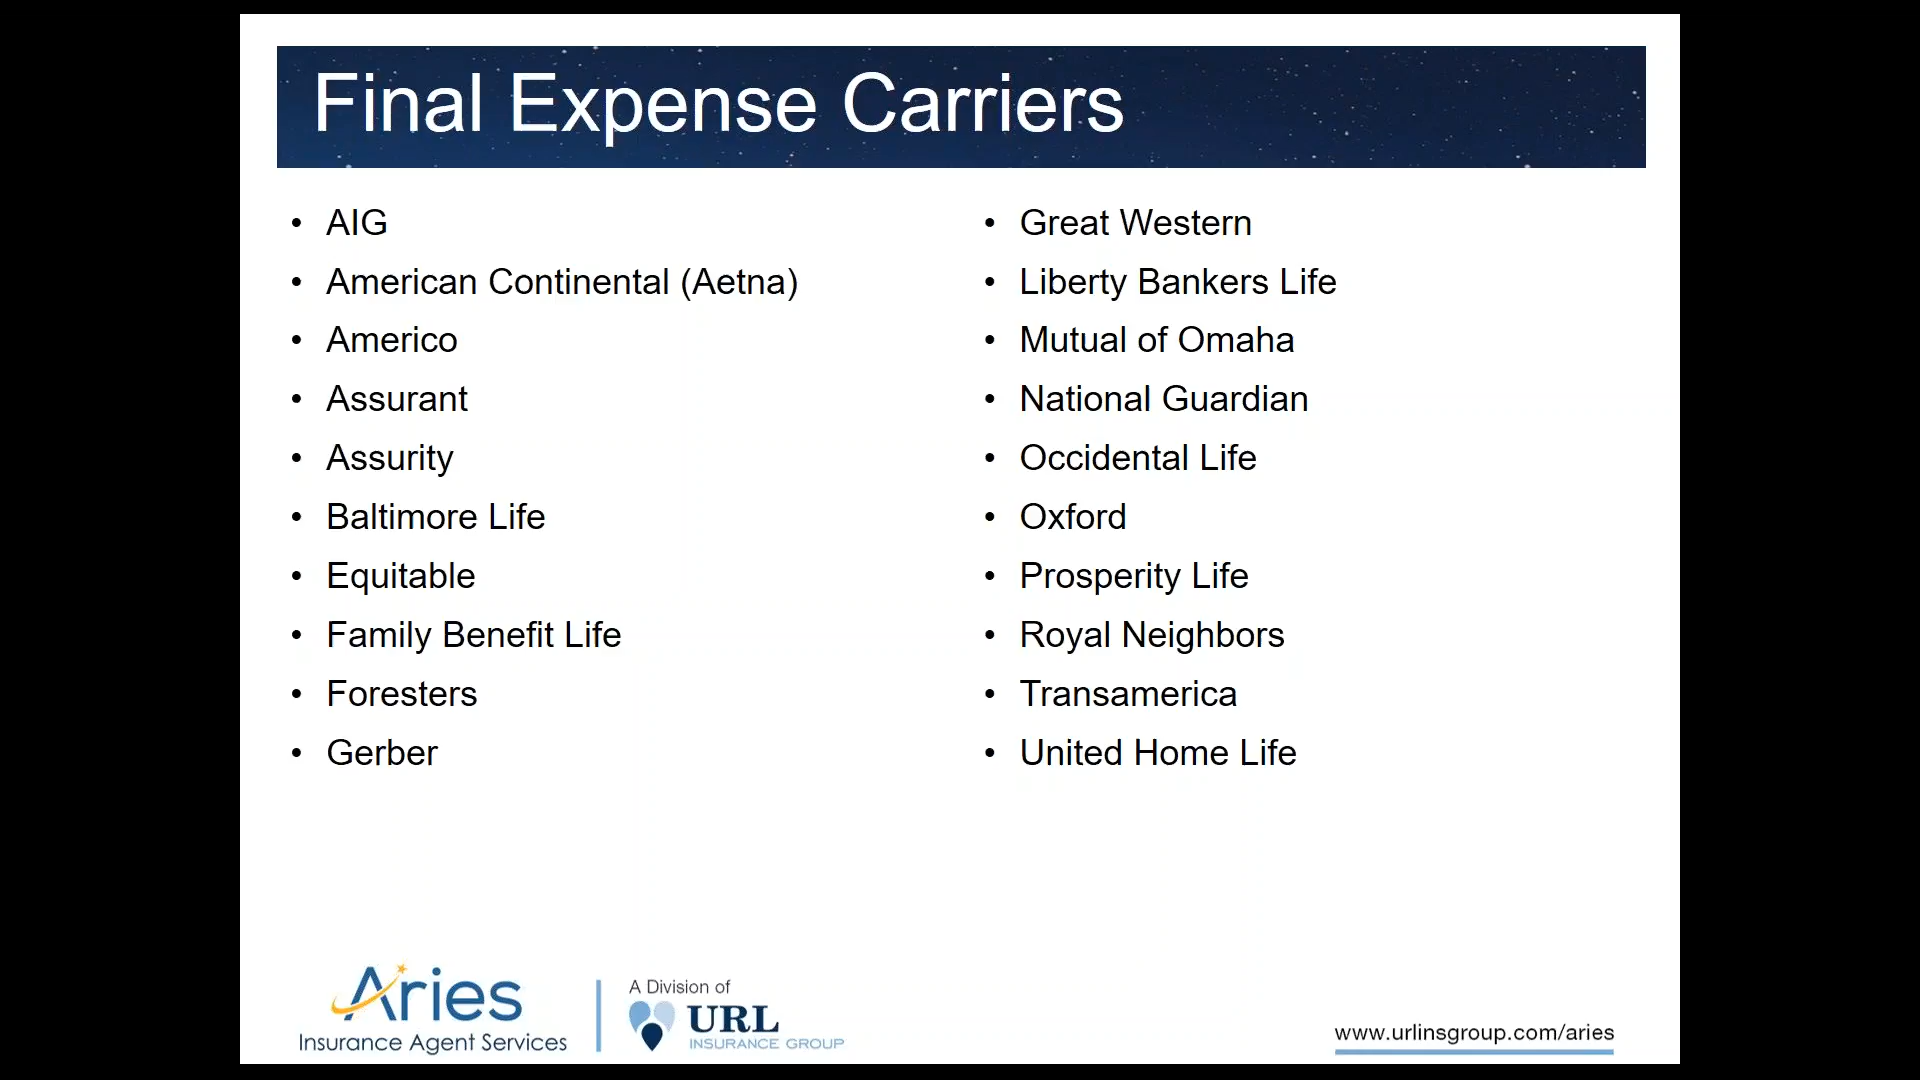 Final Expense Carriers
• AIG
• American Continental (Aetna)
• Americo
• Assurant
• Assurity
• Baltimore Life
• Equitable
• Family Benefit Life
• Foresters
• Gerber
• Great Western
• Liberty Bankers Life
• Mutual of Omaha
• National Guardian
• Occidental Life
• Oxford
• Prosperity Life
• Royal Neighbors
• Transamerica
• United Home Life
Aries
Insurance Agent Services
A Division of
URL
INSURANCE GROUP
www.urlinsgroup.com/aries